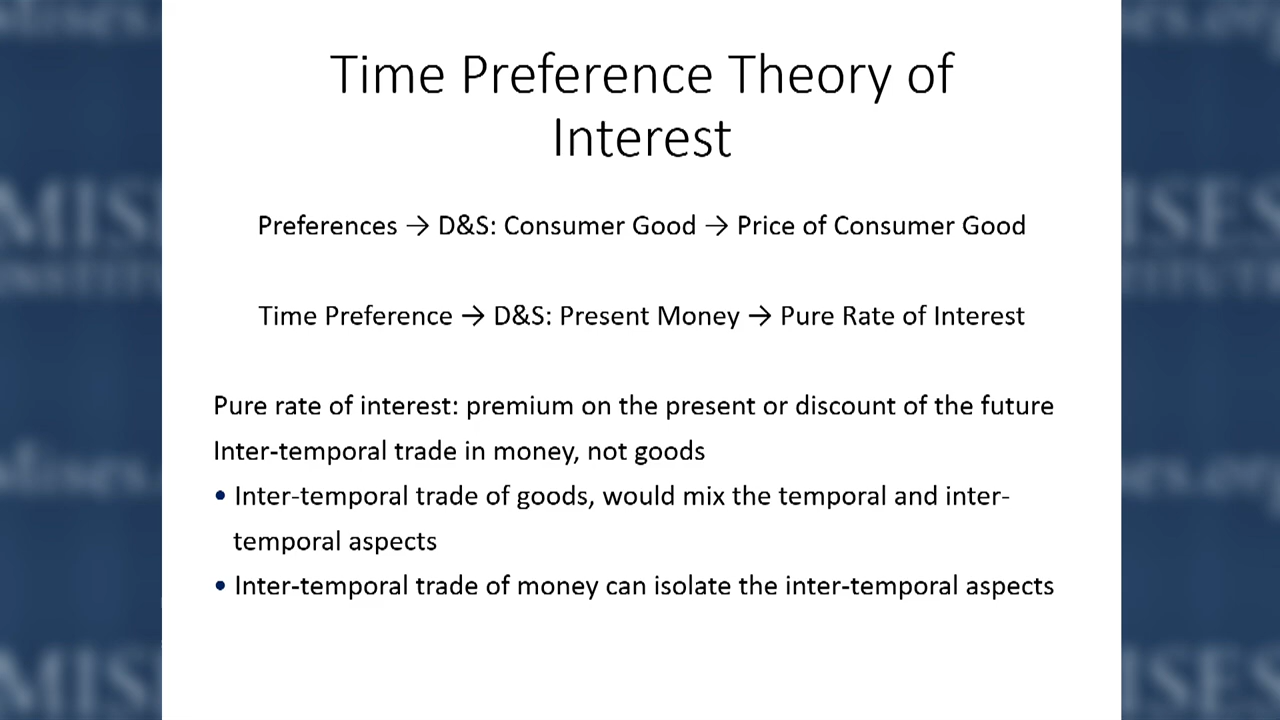 Time Preference Theory of
Interest
Preferences → D&S: Consumer Good → Price of Consumer Good
Time Preference → D&S: Present Money → Pure Rate of Interest
Pure rate of interest: premium on the present or discount of the future
Inter-temporal trade in money, not goods
• Inter-temporal trade of goods, would mix the temporal and inter-
temporal aspects
• Inter-temporal trade of money can isolate the inter-temporal aspects